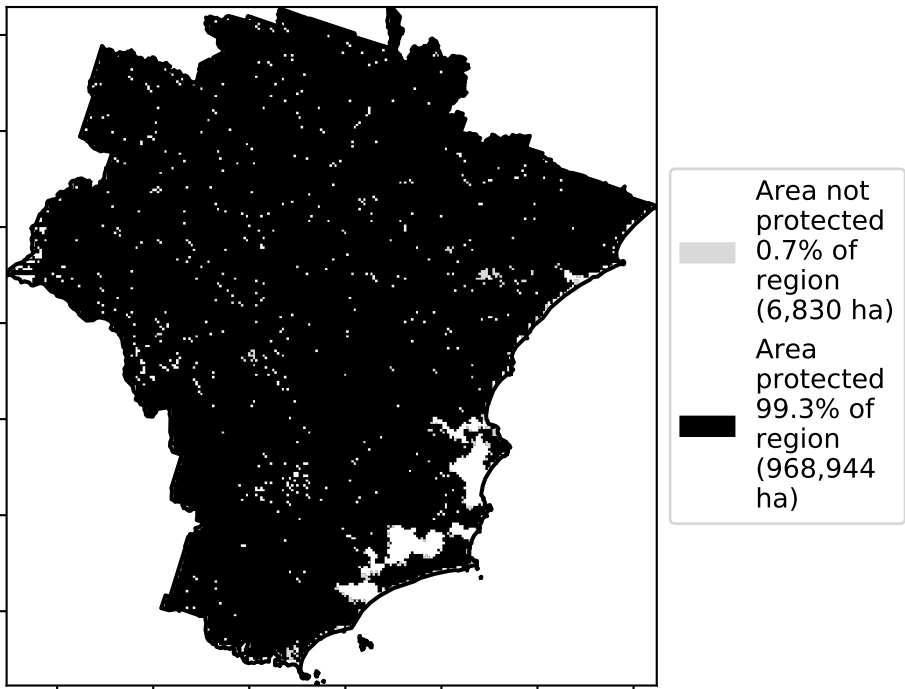 Area not
protected
0.7% of
region
(6,830 ha)
Area
protected
99.3% of
region
(968,944
ha)